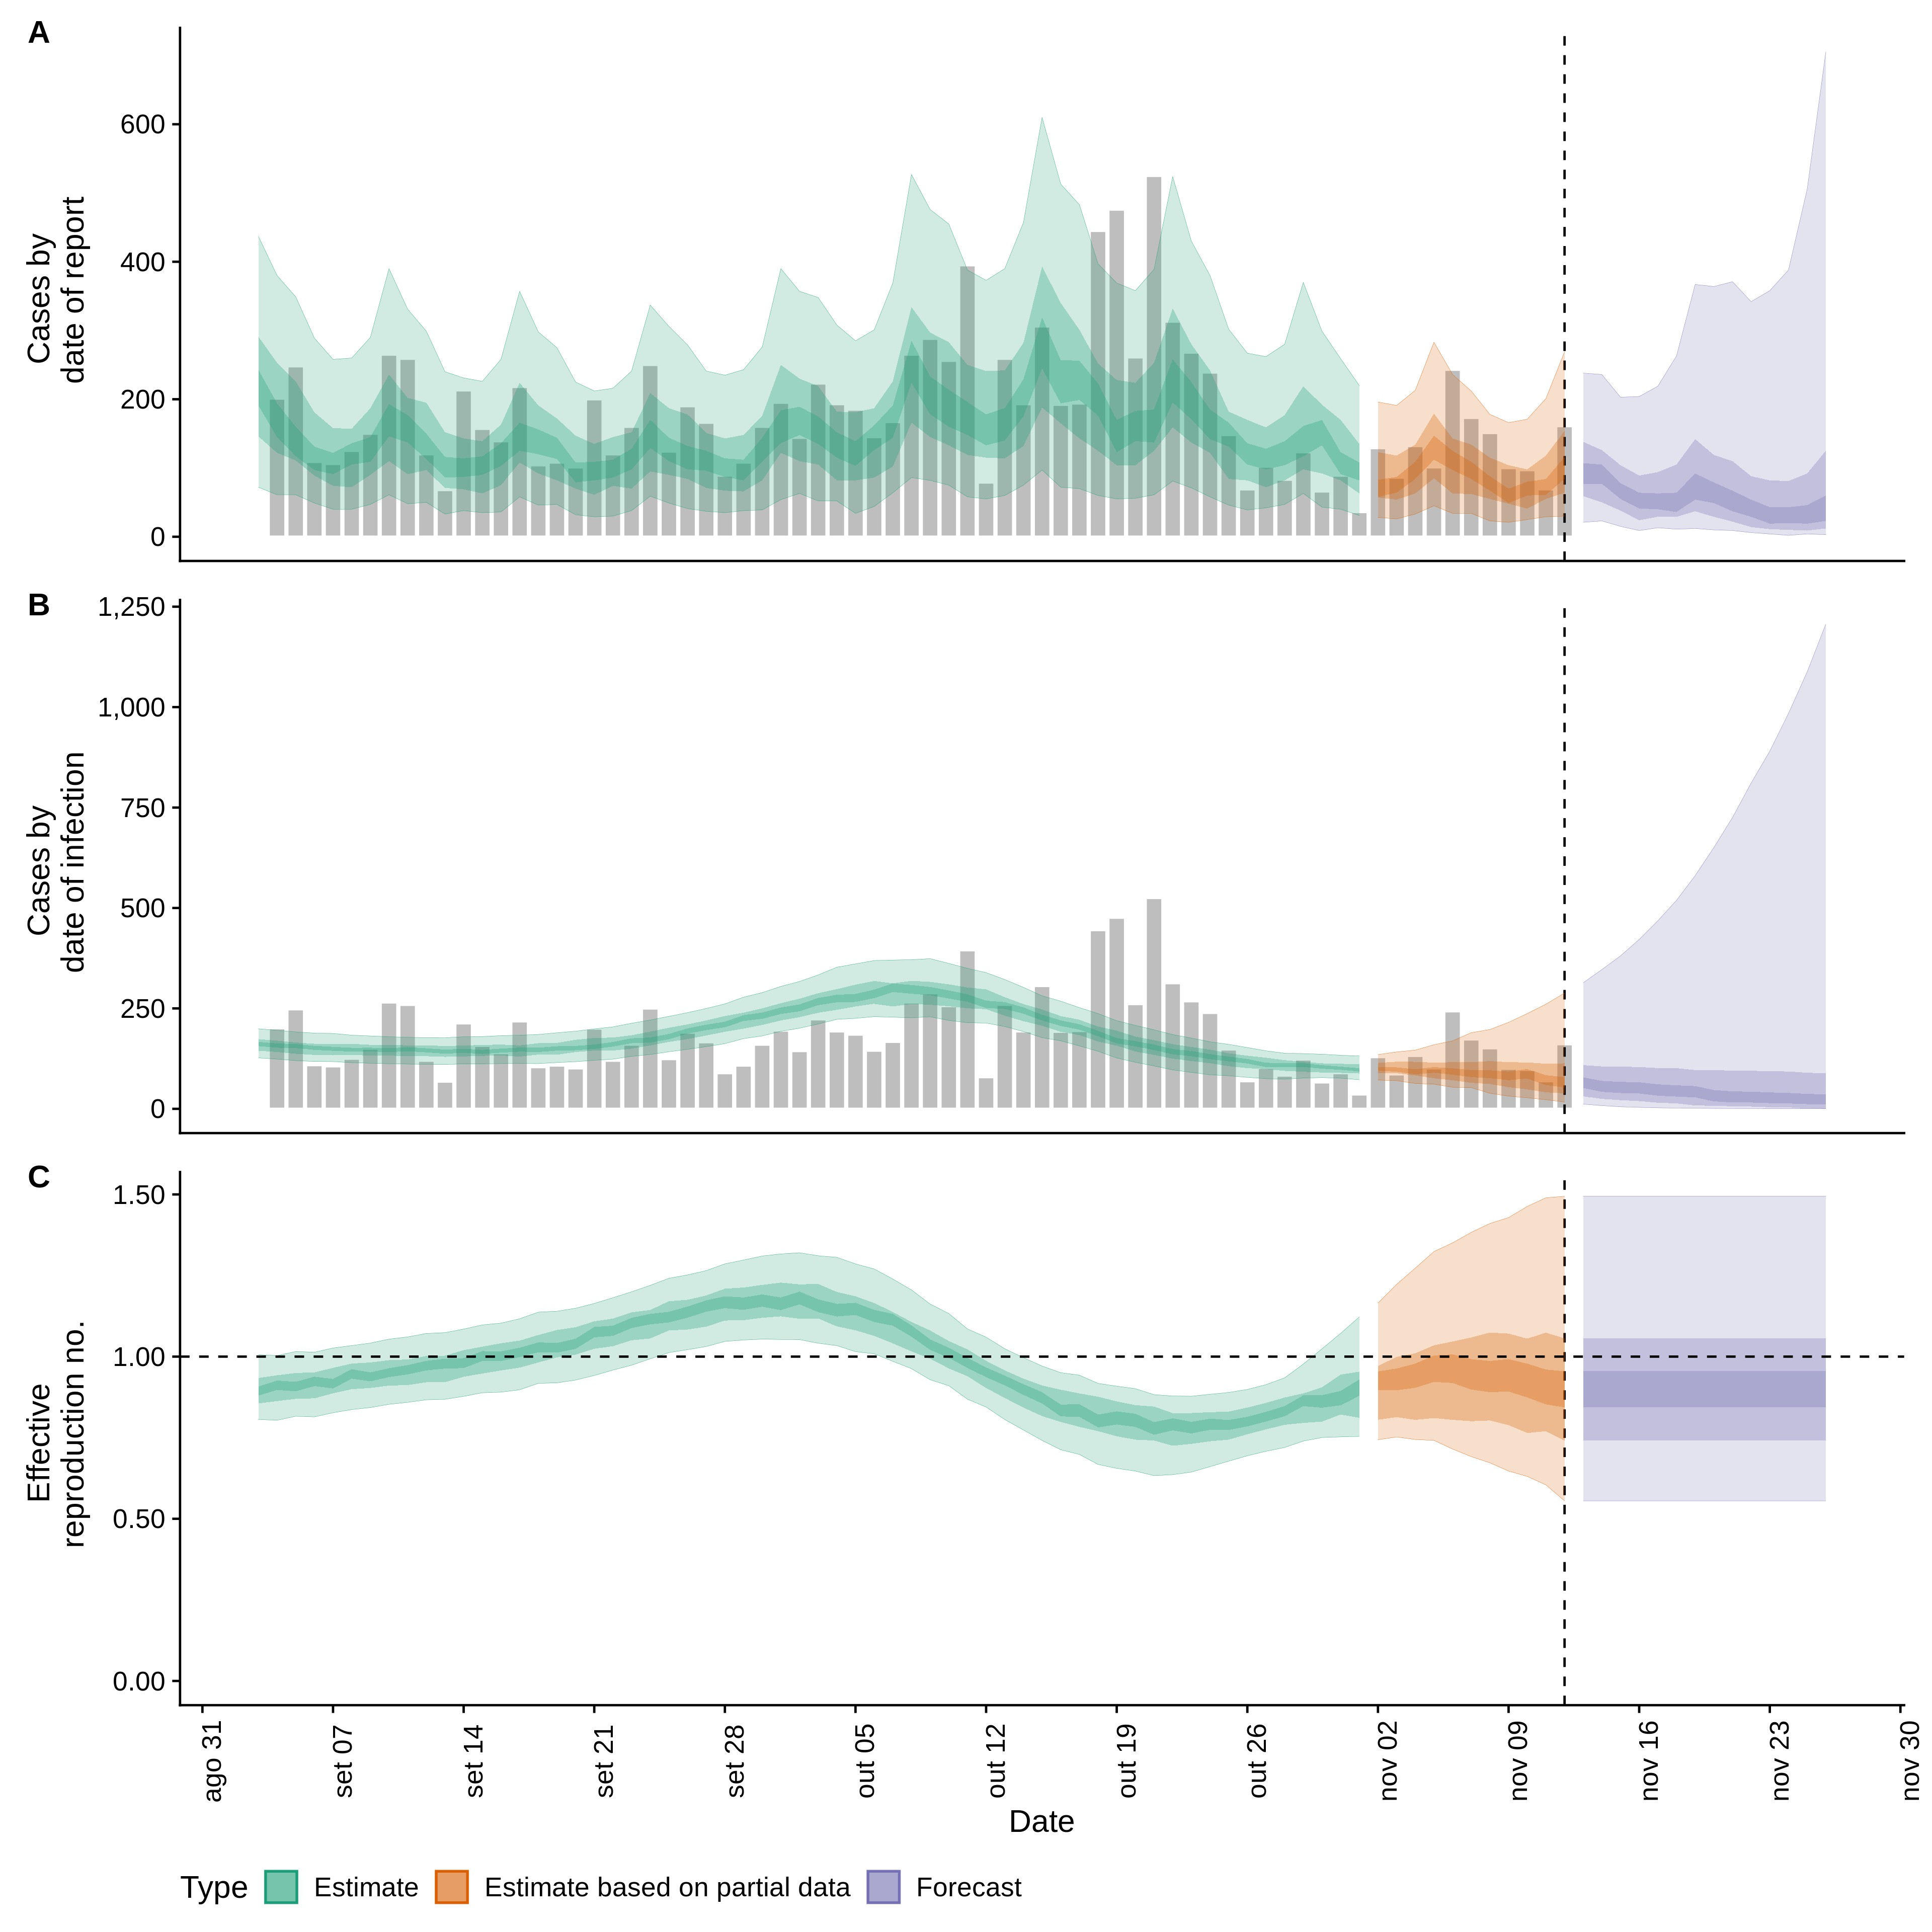 A
600
400
200
0
Cases by
date of report
B
1,250
1,000
750
500
250
0
Cases by
date of infection
C
1.50
1.00
0.50
0.00
Effective
reproduction no.
ago 31
set 07
set 14
set 21
set 28
out 05
out 12
out 19
out 26
nov 02
nov 09
nov 16
nov 23
nov 30
Date
Type Estimate Estimate based on partial data Forecast